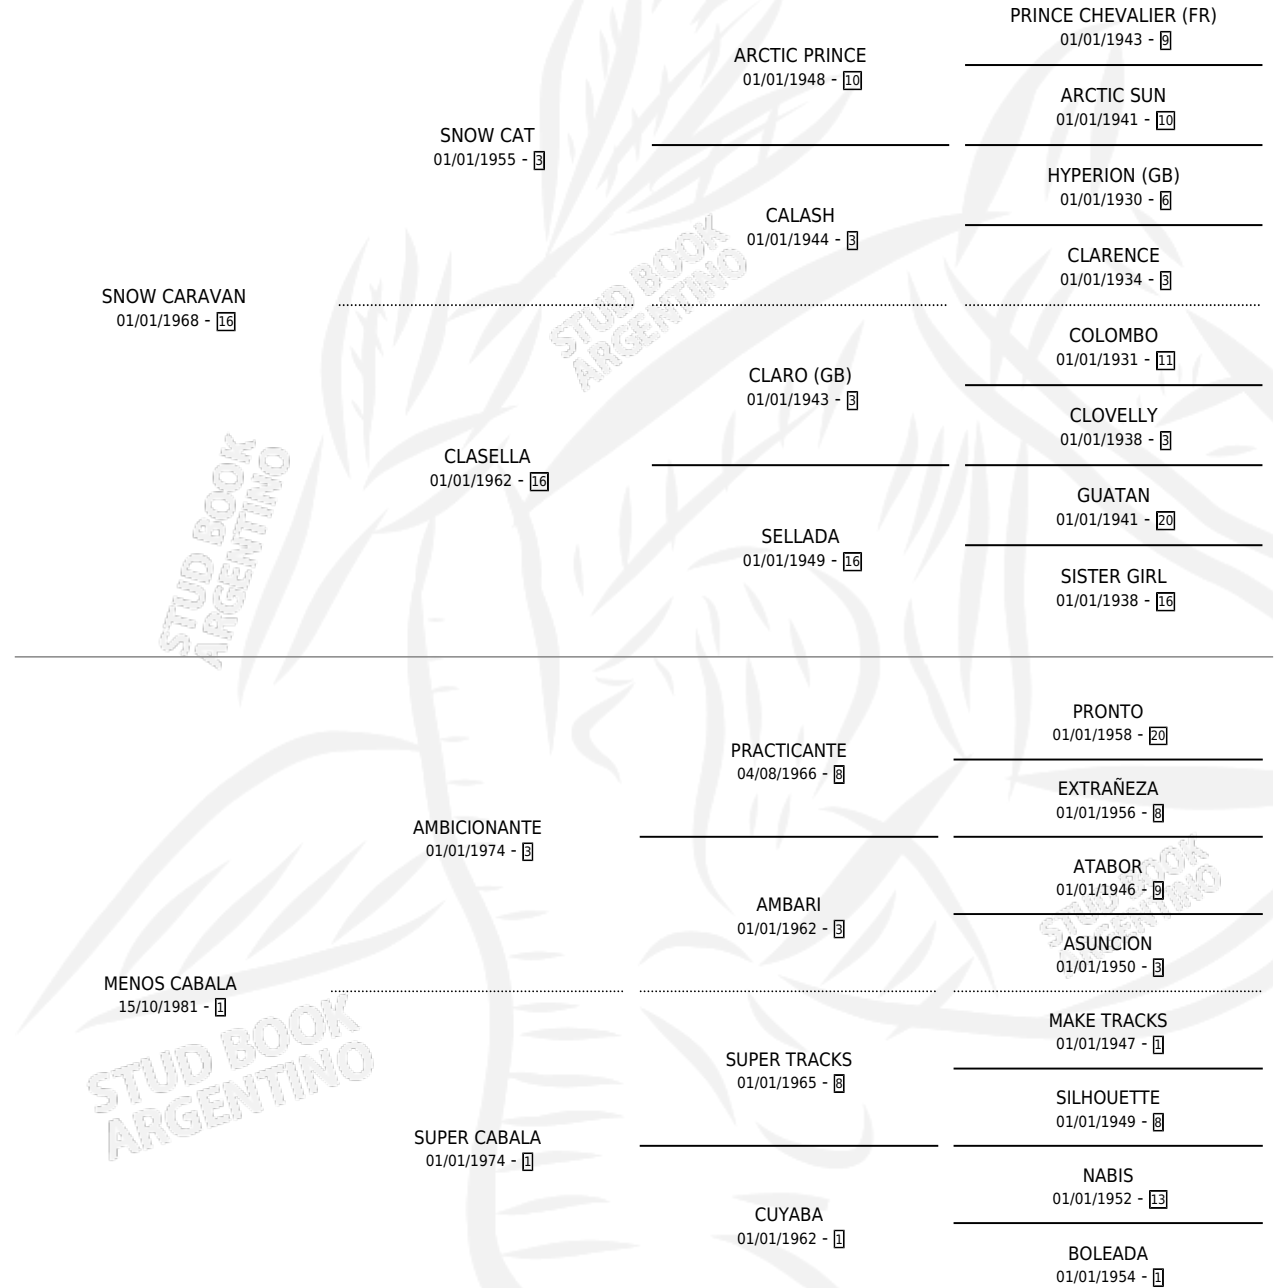 PRINCE CHEVALIER (FR)
01/01/1943 - 9
ARCTIC PRINCE
01/01/1948 - 10
ARCTIC SUN
01/01/1941 - 10
SNOW CAT
01/01/1955 - 3
HYPERION (GB)
01/01/1930 - 6
CALASH
01/01/1944 - 3
CLARENCE
01/01/1934 - 3
SNOW CARAVAN
01/01/1968 - 16
COLOMBO
01/01/1931 - 11
CLARO (GB)
01/01/1943 - 3
CLOVELLY
01/01/1938 - 3
CLASELLA
01/01/1962 - 16
GUATAN
01/01/1941 - 20
SELLADA
01/01/1949 - 16
SISTER GIRL
01/01/1938 - 16
PRONTO
01/01/1958 - 20
PRACTICANTE
04/08/1966 - 8
EXTRAÑEZA
01/01/1956 - 8
AMBICIONANTE
01/01/1974 - 3
ATABOR
01/01/1946 - 9
AMBARI
01/01/1962 - 3
ASUNCION
01/01/1950 - 3
MENOS CABALA
15/10/1981 - 1
MAKE TRACKS
01/01/1947 - 1
SUPER TRACKS
01/01/1965 - 8
SILHOUETTE
01/01/1949 - 8
SUPER CABALA
01/01/1974 - 1
NABIS
01/01/1952 - 13
CUYABA
01/01/1962 - 1
BOLEADA
01/01/1954 - 1
STUD BOOK
ARGENTINO
STUD BOOK
ARGENTINO
STUD BOOK
ARGENTINO
STUD BOOK
ARGENTINO